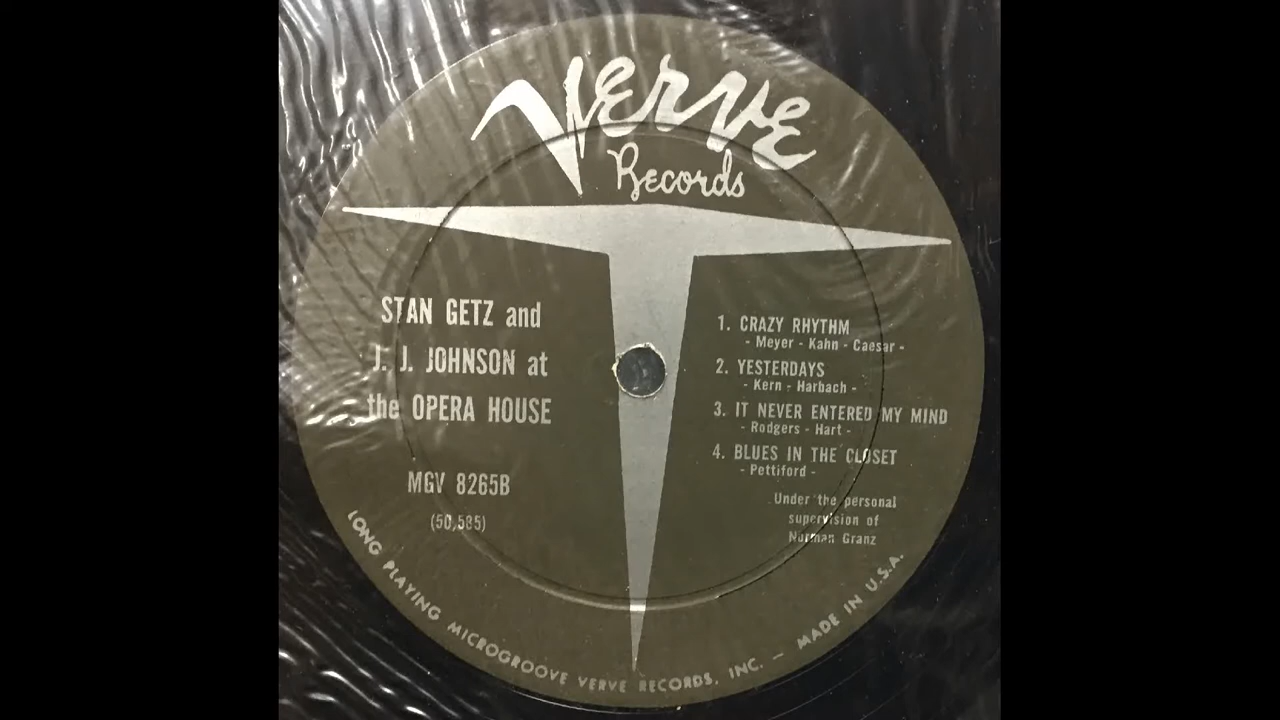 Verve
Records
STAN GETZ and
J. J. JOHNSON at
the OPERA HOUSE
MGV 8265B
(50,585)
1. CRAZY RHYTHM
- Meyer - Kahn - Caesar -
2. YESTERDAYS
- Kern - Harbach -
3. IT NEVER ENTERED MY MIND
- Rodgers - Hart -
4. BLUES IN THE CLOSET
- Pettiford -
Under the personal
supervision of
Norman Granz
LONG PLAYING MICROGROOVE VERVE RECORDS, INC. — MADE IN U.S.A.